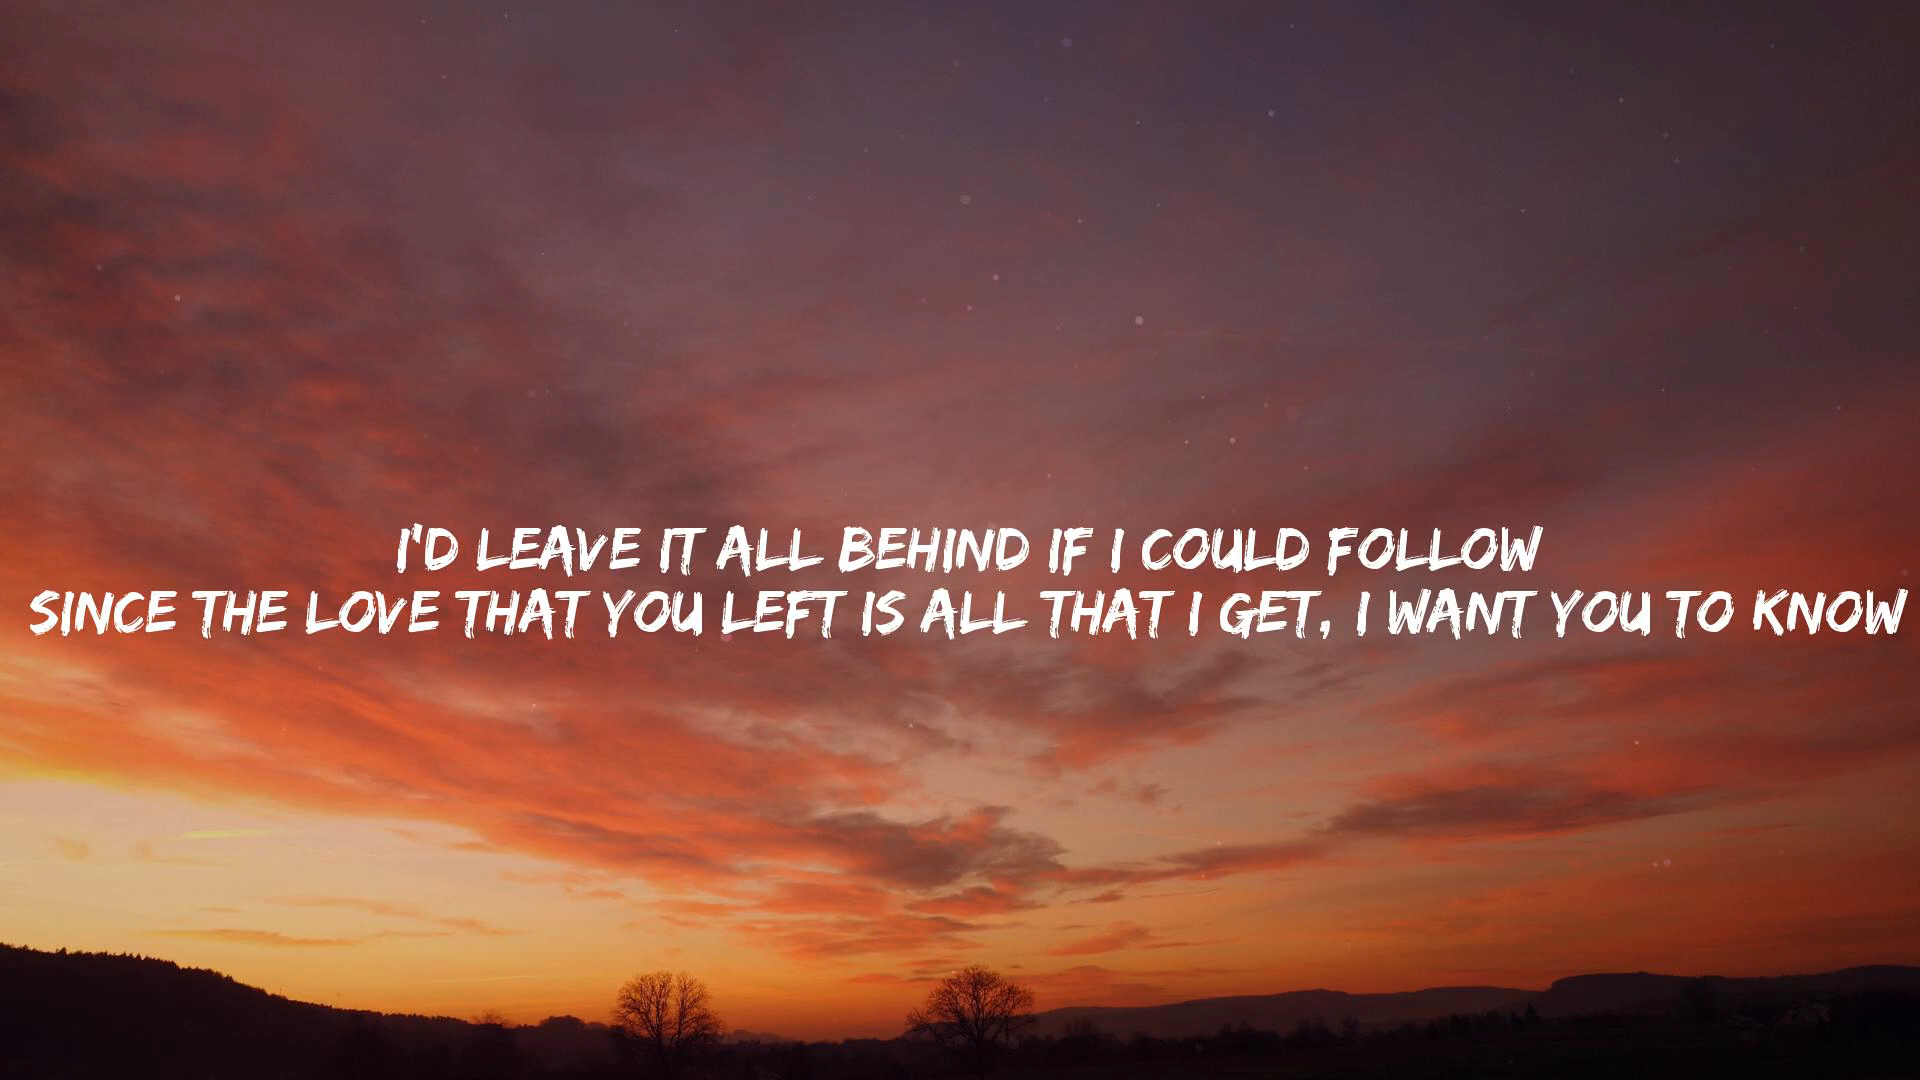 I'D LEAVE IT ALL BEHIND IF I COULD FOLLOW
SINCE THE LOVE THAT YOU LEFT IS ALL THAT I GET, I WANT YOU TO KNOW